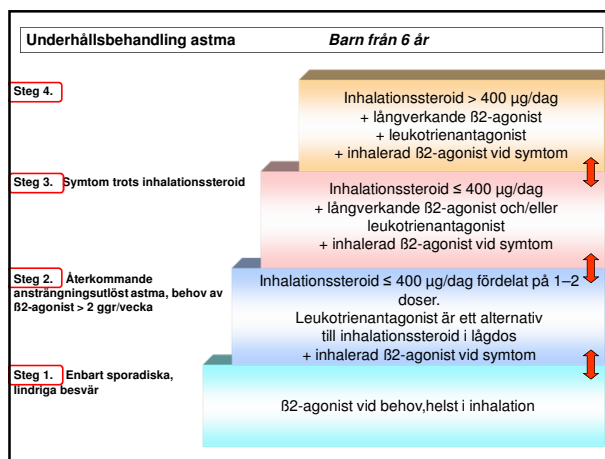 Underhållsbehandling astma Barn från 6 år
Steg 4.
Inhalationssteroid > 400 µg/dag
+ långverkande ß2-agonist
+ leukotrienantagonist
+ inhalerad ß2-agonist vid symtom
Steg 3. Symtom trots inhalationssteroid
Inhalationssteroid ≤ 400 µg/dag
+ långverkande ß2-agonist och/eller
leukotrienantagonist
+ inhalerad ß2-agonist vid symtom
Steg 2. Återkommande
ansträngningsutlöst astma, behov av
ß2-agonist > 2 ggr/vecka
Inhalationssteroid ≤ 400 µg/dag fördelat på 1–2
doser.
Leukotrienantagonist är ett alternativ
till inhalationssteroid i lågdos
+ inhalerad ß2-agonist vid symtom
Steg 1. Enbart sporadiska,
lindriga besvär
ß2-agonist vid behov,helst i inhalation